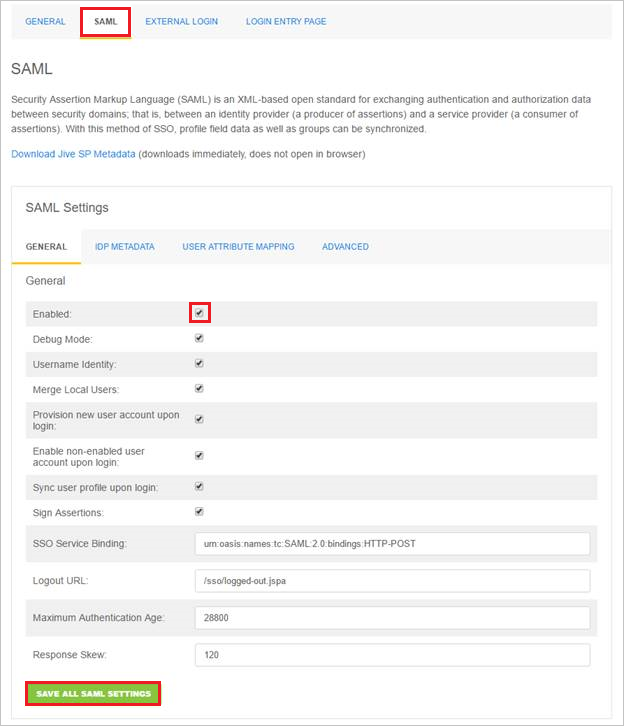 GENERAL SAML EXTERNAL LOGIN LOGIN ENTRY PAGE
SAML
Security Assertion Markup Language (SAML) is an XML-based open standard for exchanging authentication and authorization data
between security domains; that is, between an identity provider (a producer of assertions) and a service provider (a consumer of
assertions). With this method of SSO, profile field data as well as groups can be synchronized.
Download Jive SP Metadata (downloads immediately, does not open in browser)
SAML Settings
GENERAL IDP METADATA USER ATTRIBUTE MAPPING ADVANCED
General
Enabled:
Debug Mode:
Username Identity:
Merge Local Users:
Provision new user account upon
login:
Enable non-enabled user
account upon login:
Sync user profile upon login:
Sign Assertions:
SSO Service Binding: urn:oasis:names:tc:SAML:2.0:bindings:HTTP-POST
Logout URL: /sso/logged-out.jspa
Maximum Authentication Age: 28800
Response Skew: 120
SAVE ALL SAML SETTINGS